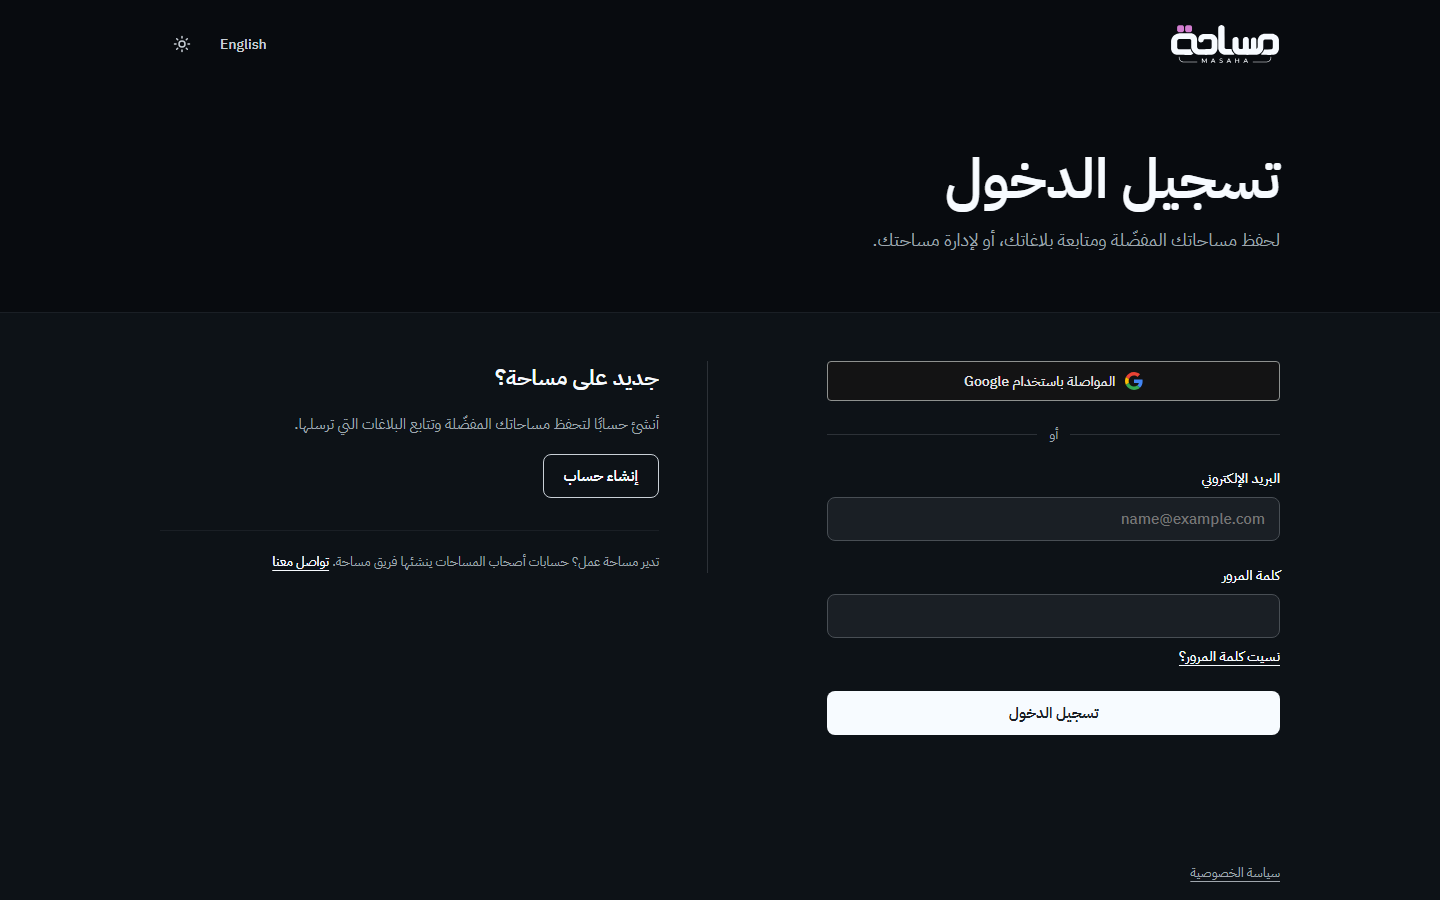 مساحة
MASAHA
English
تسجيل الدخول
لحفظ مساحاتك المفضّلة ومتابعة بلاغاتك، أو لإدارة مساحتك.
المواصلة باستخدام Google
أو
البريد الإلكتروني
name@example.com
كلمة المرور
نسيت كلمة المرور؟
تسجيل الدخول
جديد على مساحة؟
أنشئ حسابًا لتحفظ مساحاتك المفضّلة وتتابع البلاغات التي ترسلها.
إنشاء حساب
تدير مساحة عمل؟ حسابات أصحاب المساحات ينشئها فريق مساحة. تواصل معنا
سياسة الخصوصية